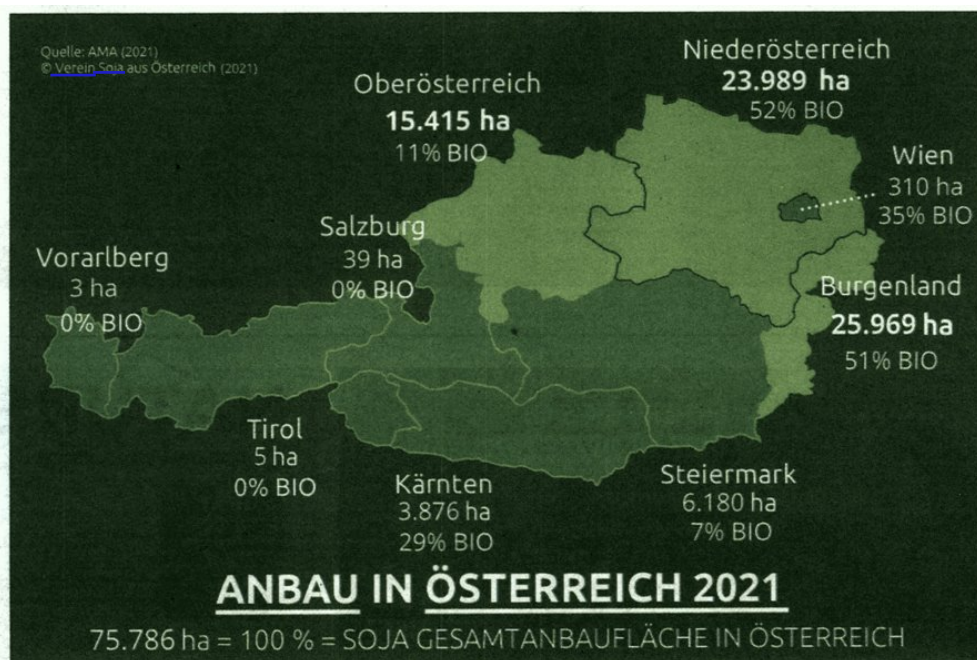 Quelle: AMA (2021)
© Verein Soja aus Österreich (2021)
Niederösterreich
23.989 ha
52% BIO
Oberösterreich
15.415 ha
11% BIO
Wien
310 ha
35% BIO
Salzburg
39 ha
0% BIO
Vorarlberg
3 ha
0% BIO
Burgenland
25.969 ha
51% BIO
Tirol
5 ha
0% BIO
Kärnten
3.876 ha
29% BIO
Steiermark
6.180 ha
7% BIO
ANBAU IN ÖSTERREICH 2021
75.786 ha = 100 % = SOJA GESAMTANBAUFLÄCHE IN ÖSTERREICH